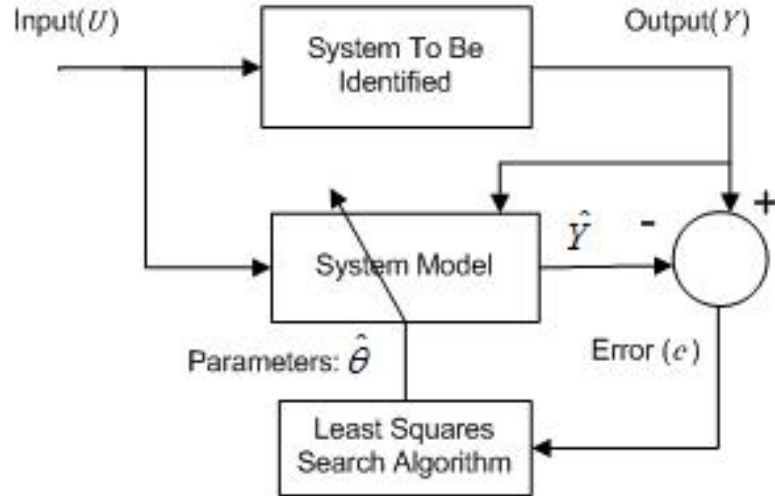 Input(U)
System To Be
Identified
Output(Y)
+
-
Ŷ
System Model
Parameters: θ̂
Error (e)
Least Squares
Search Algorithm